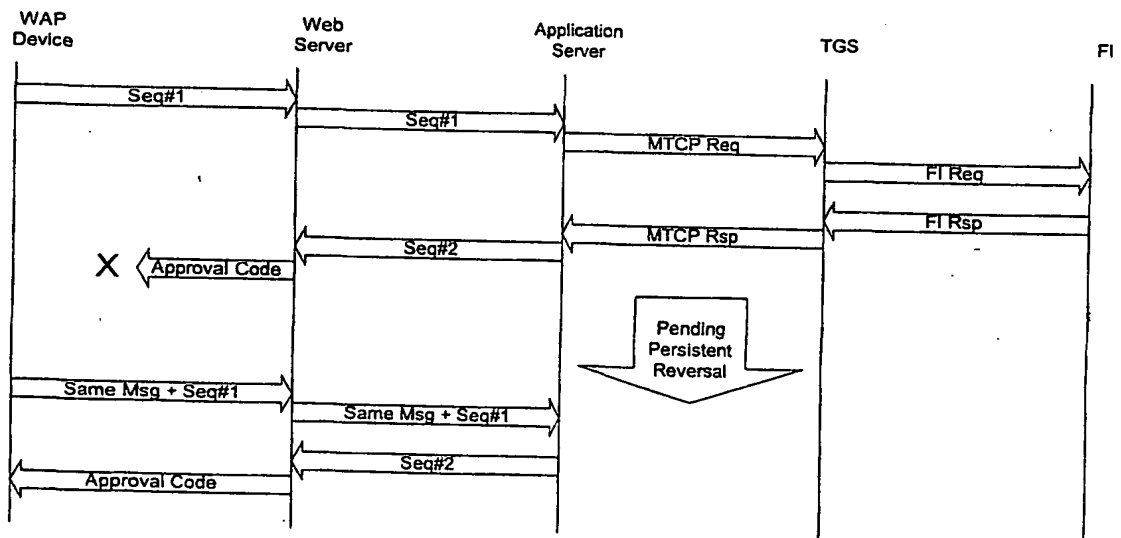 WAP
Device
Web
Server
Application
Server
TGS
FI
Seq#1
Seq#1
MTCP Req
FI Req
FI Rsp
MTCP Rsp
Seq#2
Approval Code
X
Pending
Persistent
Reversal
Same Msg + Seq#1
Same Msg + Seq#1
Seq#2
Approval Code